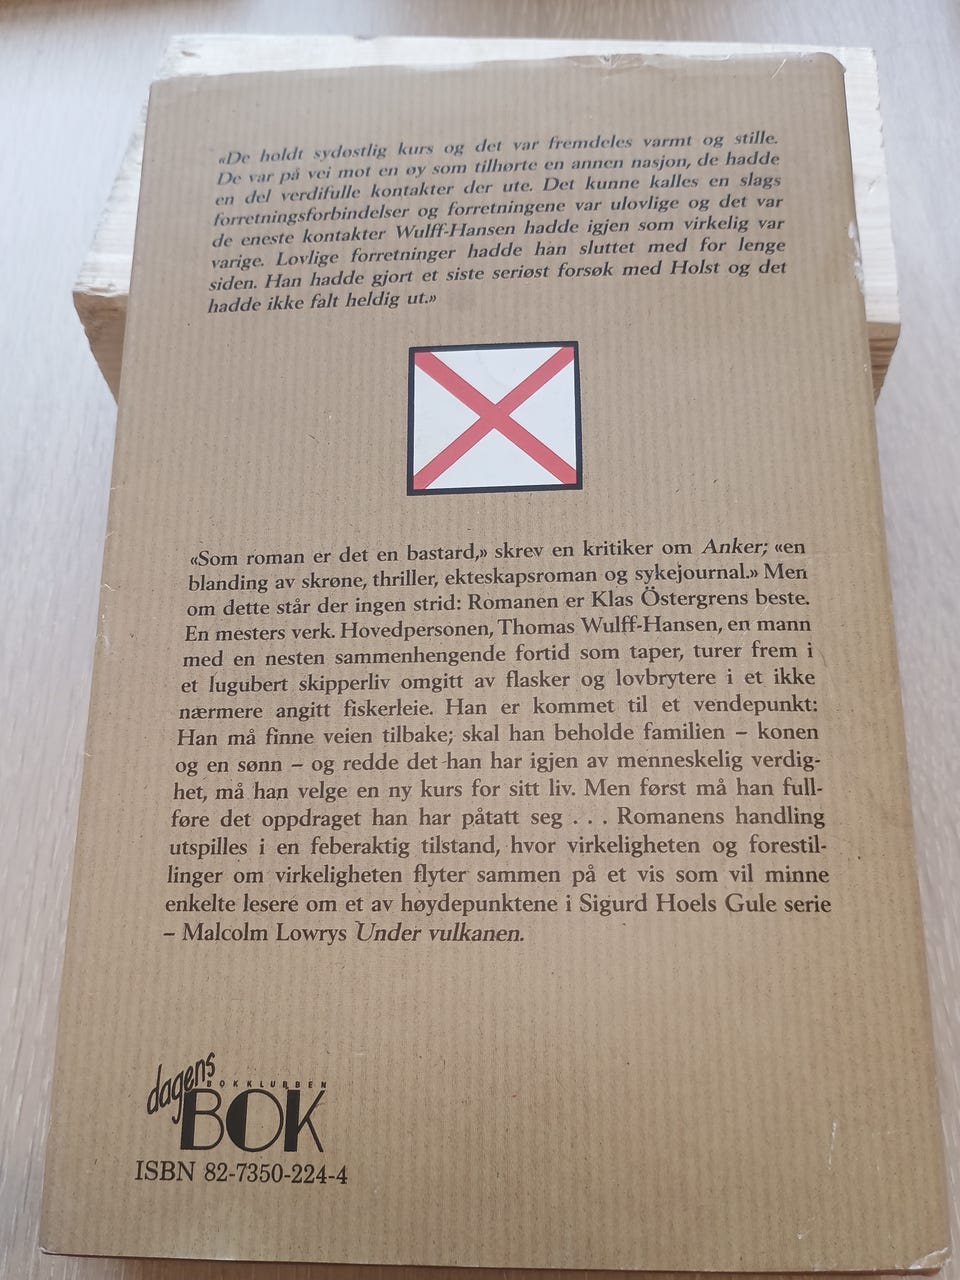 «De holdt sydøstlig kurs og det var fremdeles varmt og stille.
De var på vei mot en øy som tilhørte en annen nasjon, de hadde
en del verdifulle kontakter der ute. Det kunne kalles en slags
forretningsforbindelser og forretningene var ulovlige og det var
de eneste kontakter Wulff-Hansen hadde igjen som virkelig var
varige. Lovlige forretninger hadde han sluttet med for lenge
siden. Han hadde gjort et siste seriøst forsøk med Holst og det
hadde ikke falt heldig ut.»
«Som roman er det en bastard,» skrev en kritiker om Anker; «en
blanding av skrøne, thriller, ekteskapsroman og sykejournal.» Men
om dette står der ingen strid: Romanen er Klas Östergrens beste.
En mesters verk. Hovedpersonen, Thomas Wulff-Hansen, en mann
med en nesten sammenhengende fortid som taper, turer frem i
et lugubert skipperliv omgitt av flasker og lovbrytere i et ikke
nærmere angitt fiskerleie. Han er kommet til et vendepunkt:
Han må finne veien tilbake; skal han beholde familien – konen
og en sønn – og redde det han har igjen av menneskelig verdig-
het, må han velge en ny kurs for sitt liv. Men først må han full-
føre det oppdraget han har påtatt seg . . . Romanens handling
utspilles i en feberaktig tilstand, hvor virkeligheten og forestil-
linger om virkeligheten flyter sammen på et vis som vil minne
enkelte lesere om et av høydepunktene i Sigurd Hoels Gule serie
– Malcolm Lowrys Under vulkanen.
dagens
BOKKLUBBEN
BOK
ISBN 82-7350-224-4